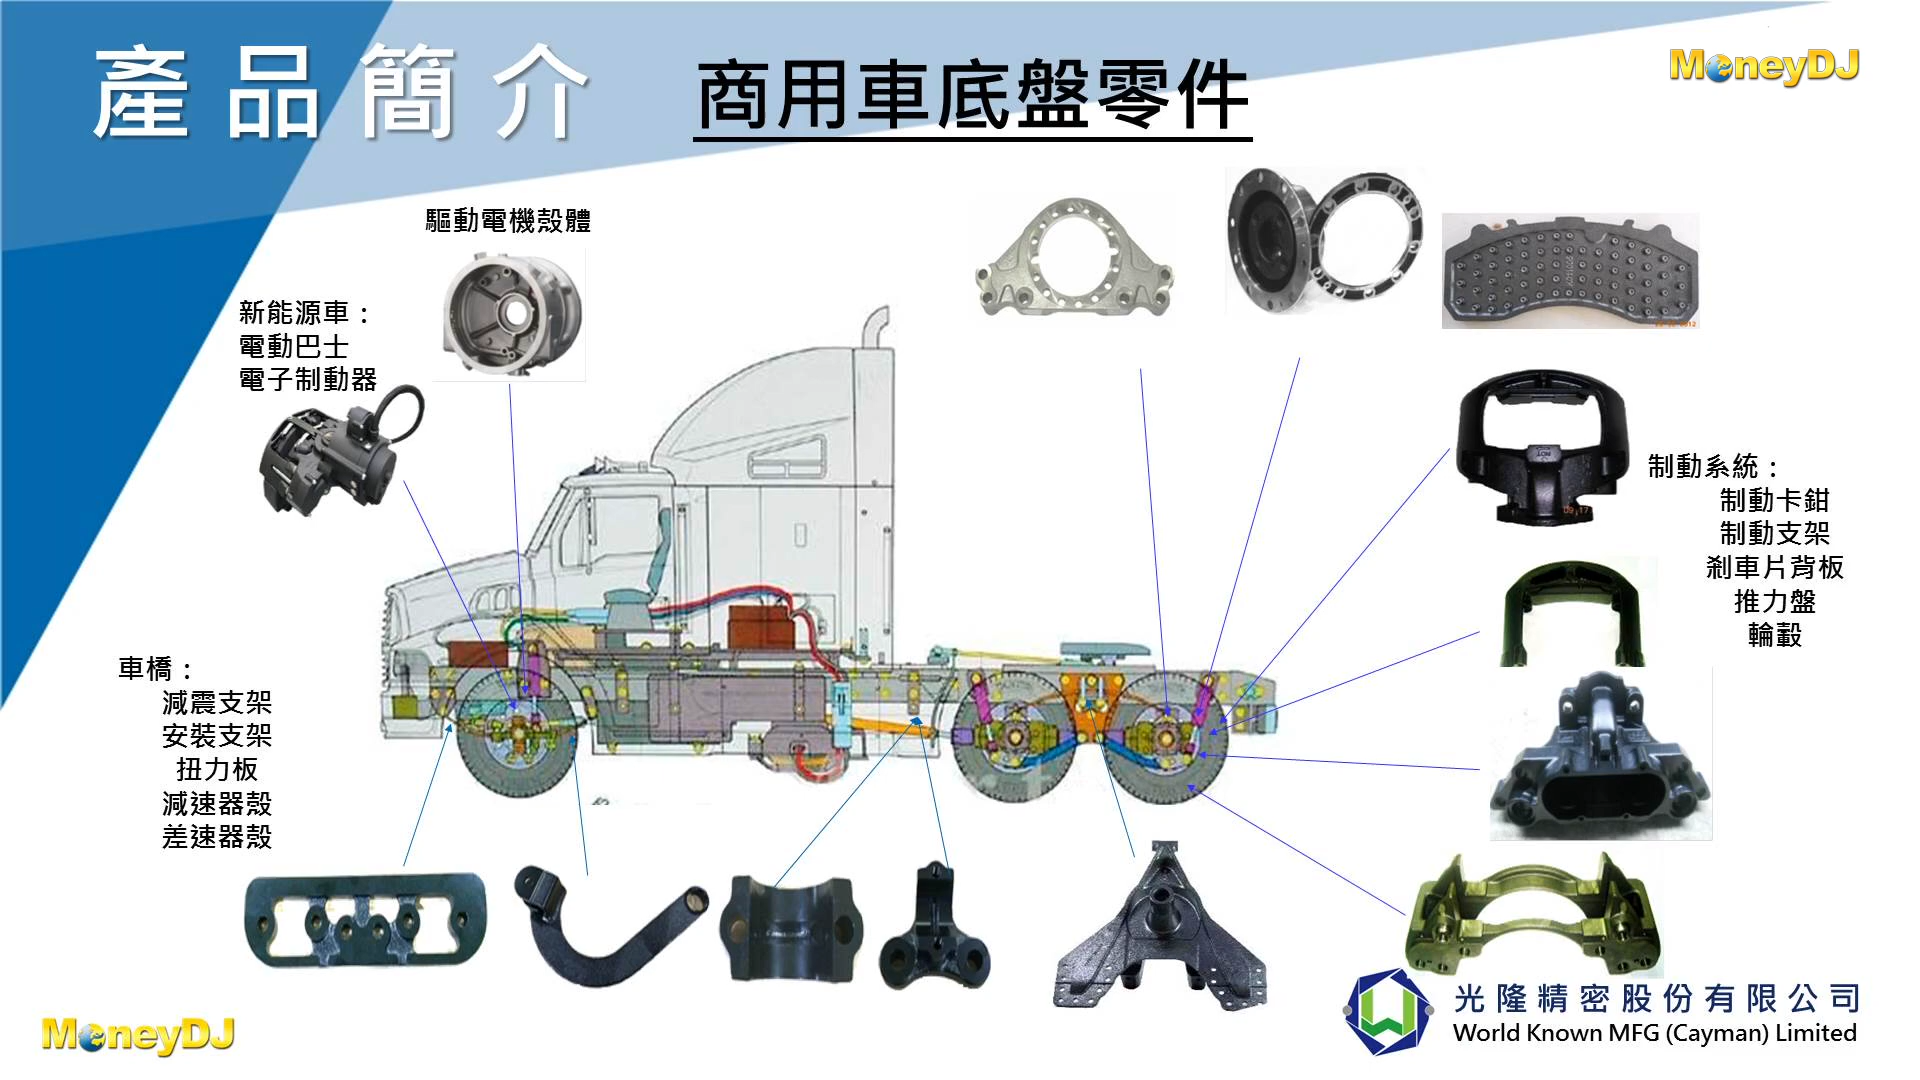 產品簡介
商用車底盤零件
MoneyDJ
驅動電機殼體
新能源車：
電動巴士
電子制動器
制動系統：
制動卡鉗
制動支架
剎車片背板
推力盤
輪轂
車橋：
減震支架
安裝支架
扭力板
減速器殼
差速器殼
MoneyDJ
光隆精密股份有限公司
World Known MFG (Cayman) Limited